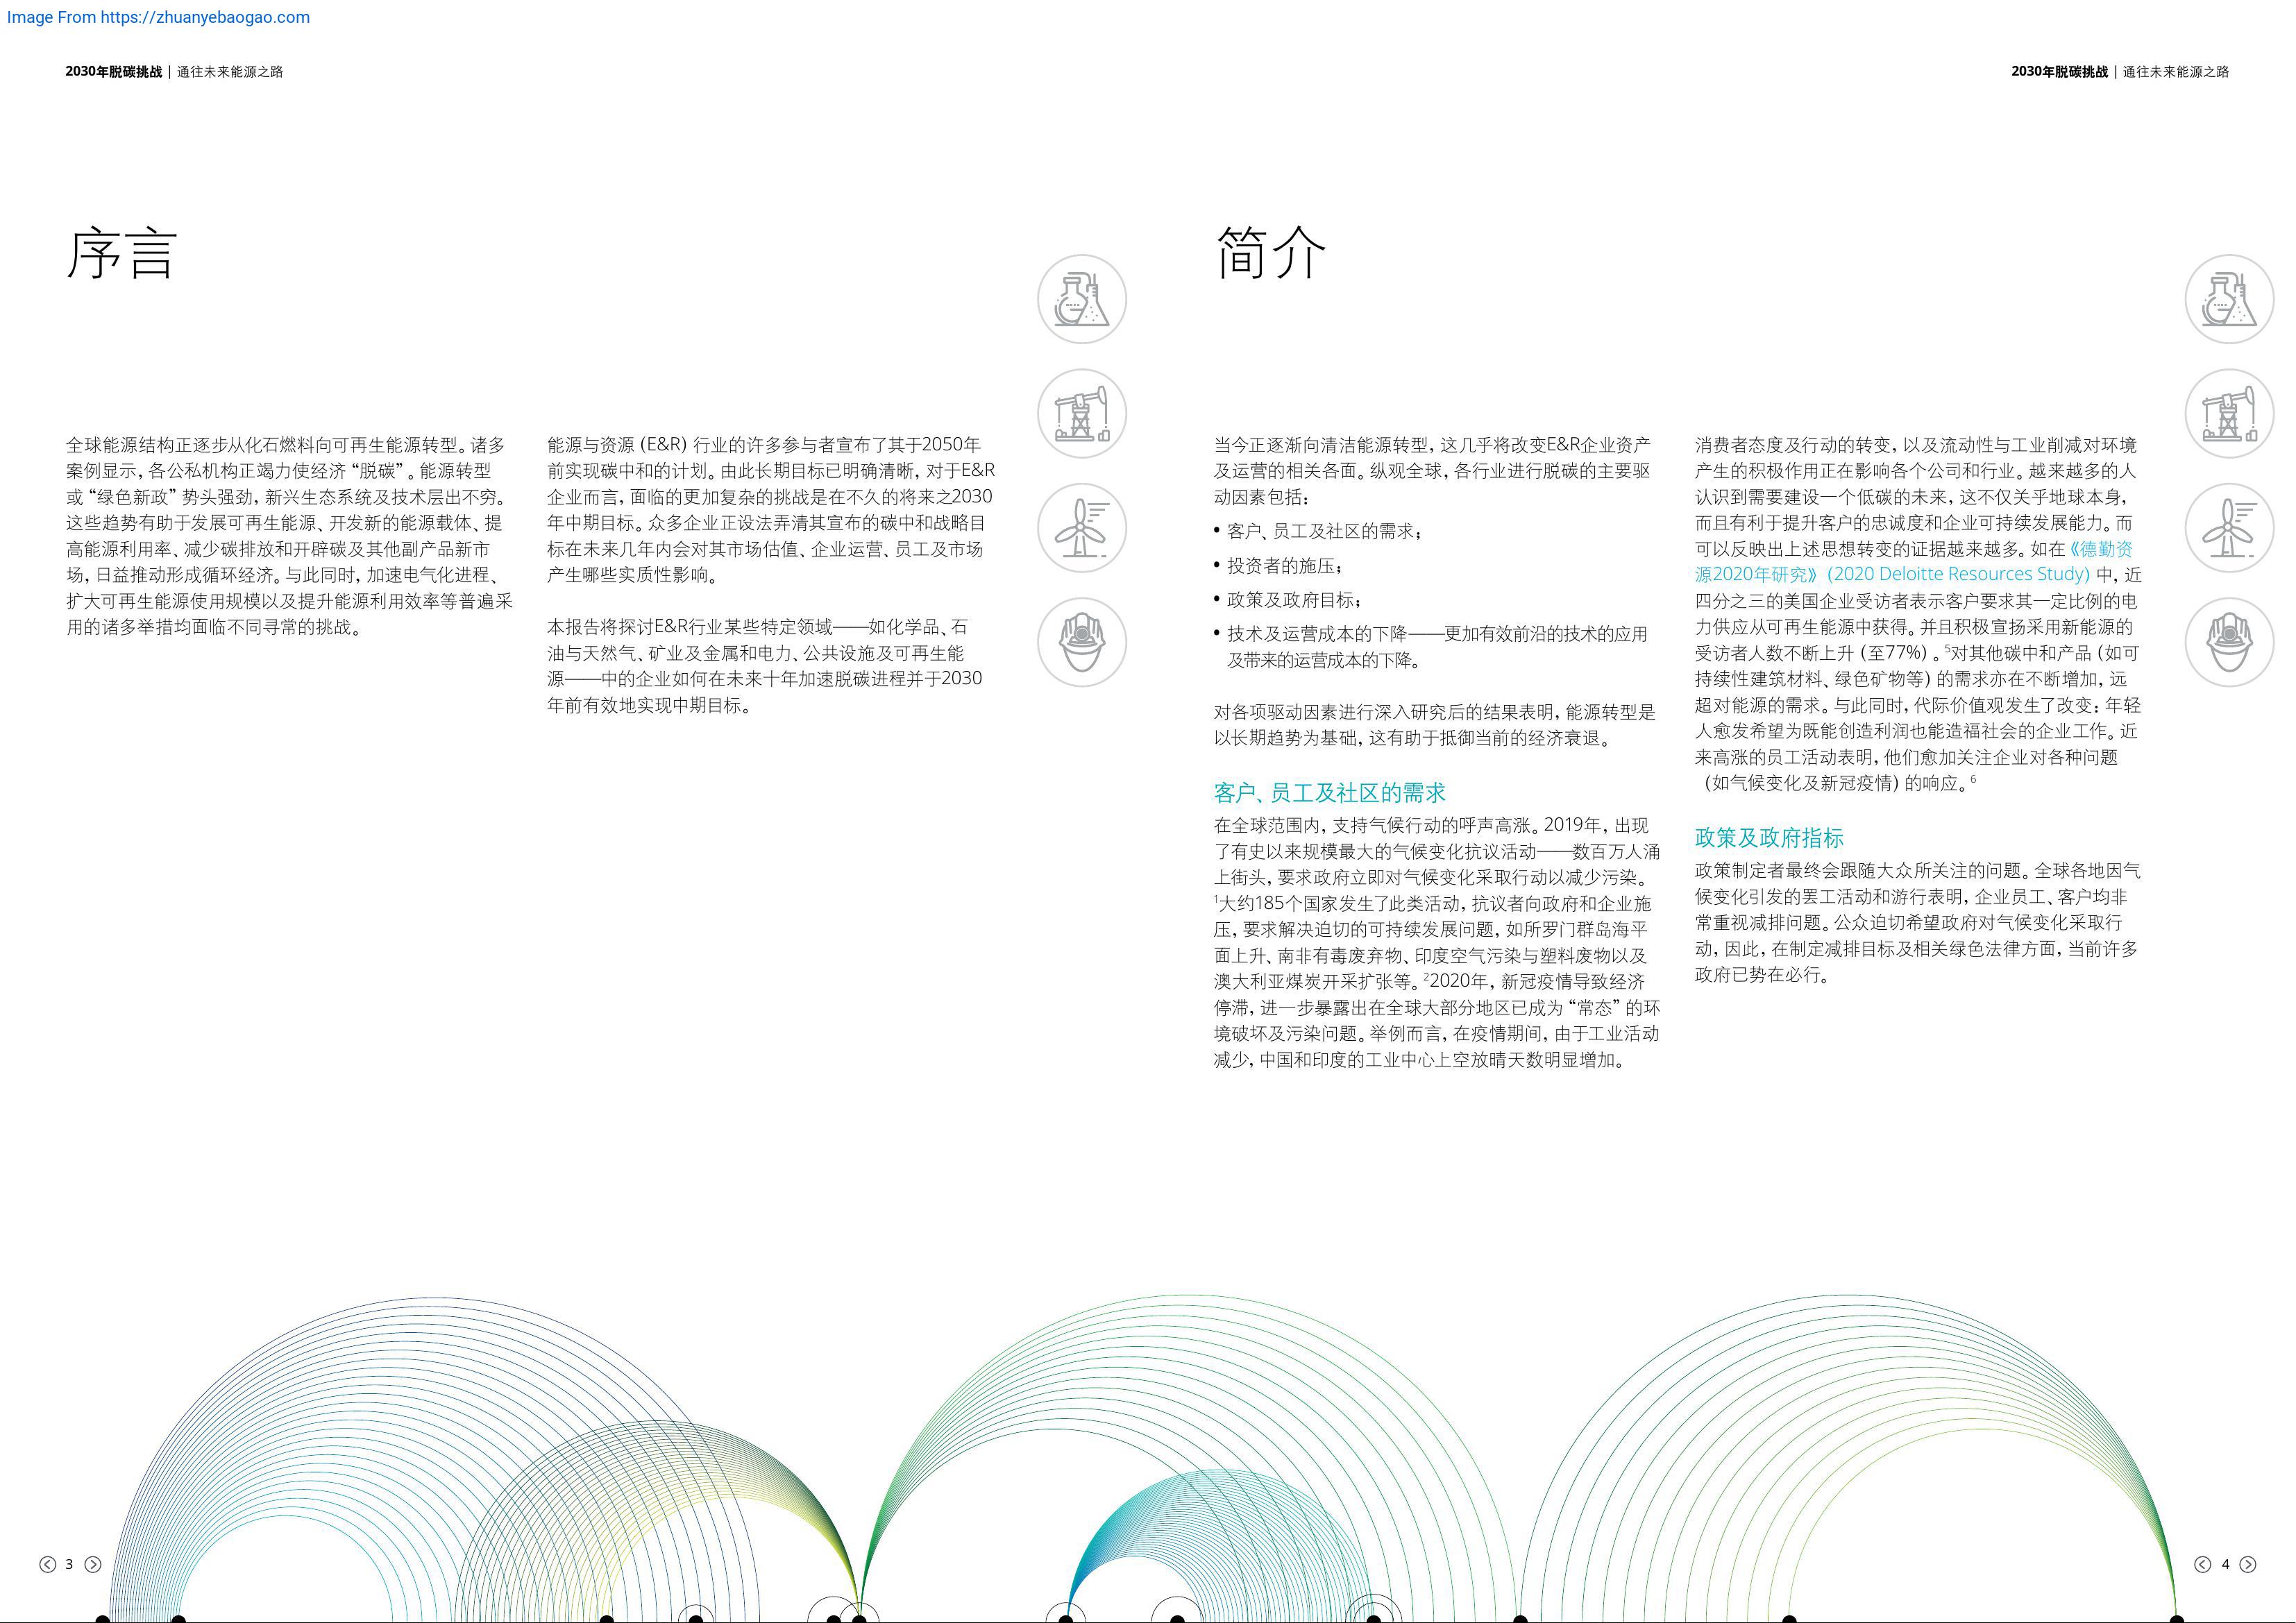 Image From https://zhuanyebaogao.com
2030年脱碳挑战 | 通往未来能源之路
2030年脱碳挑战 | 通往未来能源之路
序言
全球能源结构正逐步从化石燃料向可再生能源转型。诸多
案例显示，各公私机构正竭力使经济“脱碳”。能源转型
或“绿色新政”势头强劲，新兴生态系统及技术层出不穷。
这些趋势有助于发展可再生能源、开发新的能源载体、提
高能源利用率、减少碳排放和开辟碳及其他副产品新市
场，日益推动形成循环经济。与此同时，加速电气化进程、
扩大可再生能源使用规模以及提升能源利用效率等普遍采
用的诸多举措均面临不同寻常的挑战。
能源与资源（E&R）行业的许多参与者宣布了其于2050年
前实现碳中和的计划。由此长期目标已明确清晰，对于E&R
企业而言，面临的更加复杂的挑战是在不久的将来之2030
年中期目标。众多企业正设法弄清其宣布的碳中和战略目
标在未来几年内会对其市场估值、企业运营、员工及市场
产生哪些实质性影响。
本报告将探讨E&R行业某些特定领域——如化学品、石
油与天然气、矿业及金属和电力、公共设施及可再生能
源——中的企业如何在未来十年加速脱碳进程并于2030
年前有效地实现中期目标。
简介
当今正逐渐向清洁能源转型，这几乎将改变E&R企业资产
及运营的相关各面。纵观全球，各行业进行脱碳的主要驱
动因素包括：
• 客户、员工及社区的需求；
• 投资者的施压；
• 政策及政府目标；
• 技术及运营成本的下降——更加有效前沿的技术的应用
及带来的运营成本的下降。
对各项驱动因素进行深入研究后的结果表明，能源转型是
以长期趋势为基础，这有助于抵御当前的经济衰退。
客户、员工及社区的需求
在全球范围内，支持气候行动的呼声高涨。2019年，出现
了有史以来规模最大的气候变化抗议活动——数百万人涌
上街头，要求政府立即对气候变化采取行动以减少污染。
1大约185个国家发生了此类活动，抗议者向政府和企业施
压，要求解决迫切的可持续发展问题，如所罗门群岛海平
面上升、南非有毒废弃物、印度空气污染与塑料废物以及
澳大利亚煤炭开采扩张等。2 2020年，新冠疫情导致经济
停滞，进一步暴露出在全球大部分地区已成为“常态”的环
境破坏及污染问题。举例而言，在疫情期间，由于工业活动
减少，中国和印度的工业中心上空放晴天数明显增加。
消费者态度及行动的转变，以及流动性与工业削减对环境
产生的积极作用正在影响各个公司和行业。越来越多的人
认识到需要建设一个低碳的未来，这不仅关乎地球本身，
而且有利于提升客户的忠诚度和企业可持续发展能力。而
可以反映出上述思想转变的证据越来越多。如在《德勤资
源2020年研究》(2020 Deloitte Resources Study) 中，近
四分之三的美国企业受访者表示客户要求其一定比例的电
力供应从可再生能源中获得。并且积极宣扬采用新能源的
受访者人数不断上升（至77%）。5对其他碳中和产品（如可
持续性建筑材料、绿色矿物等）的需求亦在不断增加，远
超对能源的需求。与此同时，代际价值观发生了改变：年轻
人愈发希望为既能创造利润也能造福社会的企业工作。近
来高涨的员工活动表明，他们愈加关注企业对各种问题
（如气候变化及新冠疫情）的响应。6
政策及政府指标
政策制定者最终会跟随大众所关注的问题。全球各地因气
候变化引发的罢工活动和游行表明，企业员工、客户均非
常重视减排问题。公众迫切希望政府对气候变化采取行
动，因此，在制定减排目标及相关绿色法律方面，当前许多
政府已势在必行。
3
4